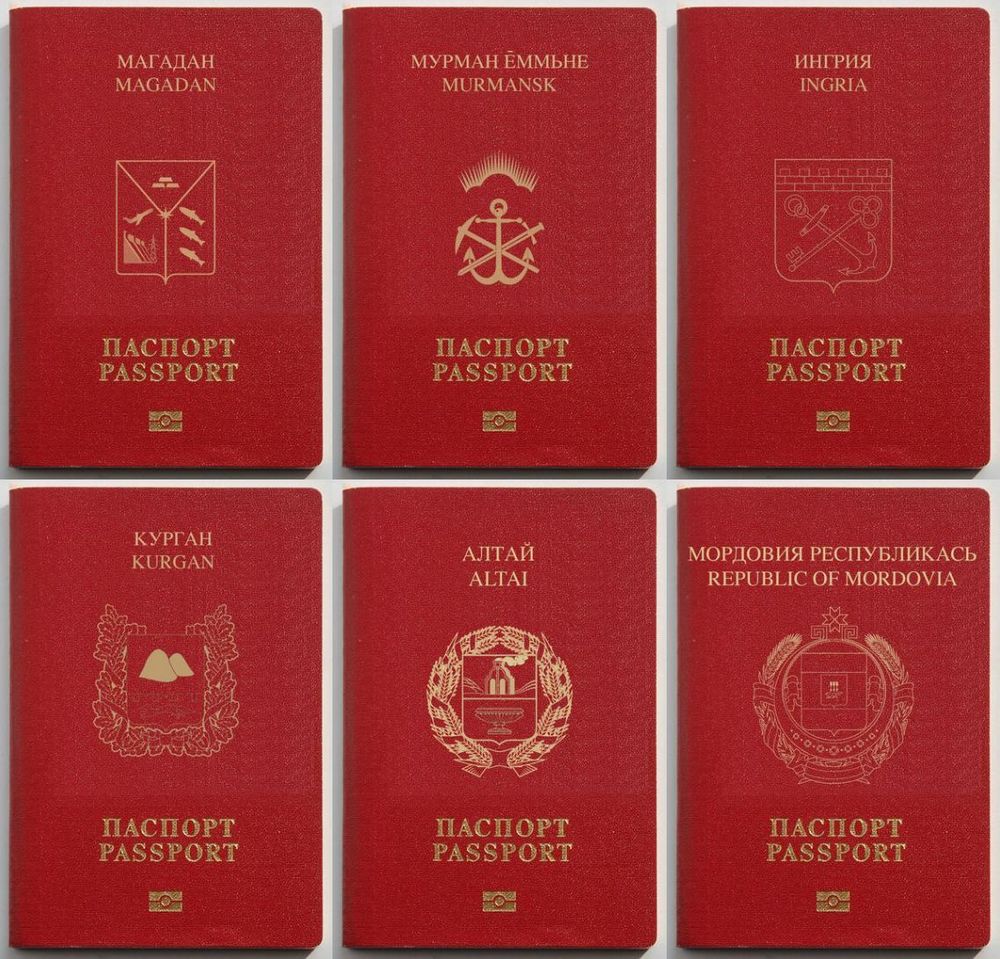 МАГАДАН
MAGADAN
ПАСПОРТ
PASSPORT
МУРМАН ЁММЬНЕ
MURMANSK
ПАСПОРТ
PASSPORT
ИНГРИЯ
INGRIA
ПАСПОРТ
PASSPORT
КУРГАН
KURGAN
ПАСПОРТ
PASSPORT
АЛТАЙ
ALTAI
ПАСПОРТ
PASSPORT
МОРДОВИЯ РЕСПУБЛИКАСЬ
REPUBLIC OF MORDOVIA
ПАСПОРТ
PASSPORT